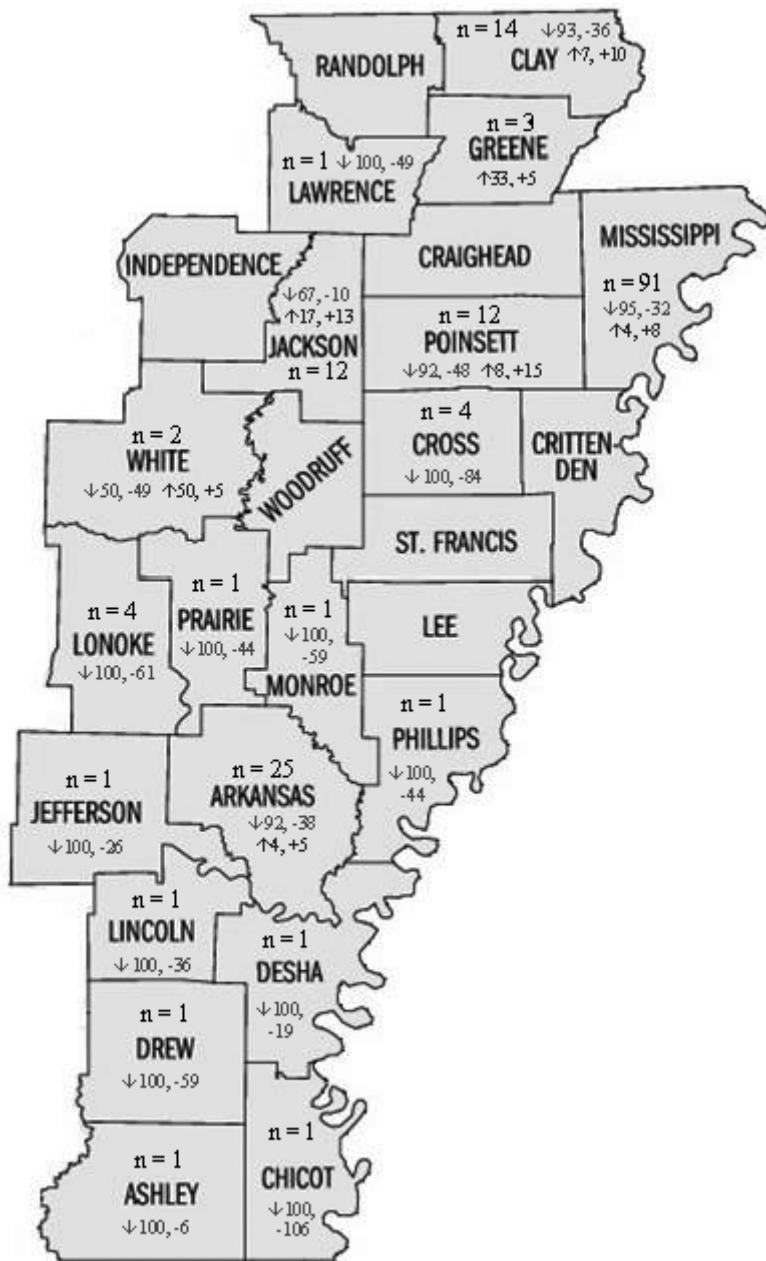 n = 14 ↓93, -36
RANDOLPH
CLAY ↑7, +10
n = 3
GREENE
↑33, +5
n = 1 ↓100, -49
LAWRENCE
MISSISSIPPI
n = 91
↓95, -32
↑4, +8
CRAIGHEAD
INDEPENDENCE
↓67, -10
↑17, +13
JACKSON
n = 12
n = 12
POINSETT
↓92, -48 ↑8, +15
n = 4
CROSS
↓100, -84
CRITTEN-
DEN
n = 2
WHITE
↓50, -49 ↑50, +5
WOODRUFF
ST. FRANCIS
n = 4
LONOKE
↓100, -61
n = 1
PRAIRIE
↓100, -44
n = 1
↓100,
-59
MONROE
LEE
n = 1
PHILLIPS
↓100,
-44
n = 1
JEFFERSON
↓100, -26
n = 25
ARKANSAS
↓92, -38
↑4, +5
n = 1
LINCOLN
↓100, -36
n = 1
DESHA
↓100,
-19
n = 1
DREW
↓100, -59
n = 1
ASHLEY
↓100, -6
n = 1
CHICOT
↓100,
-106